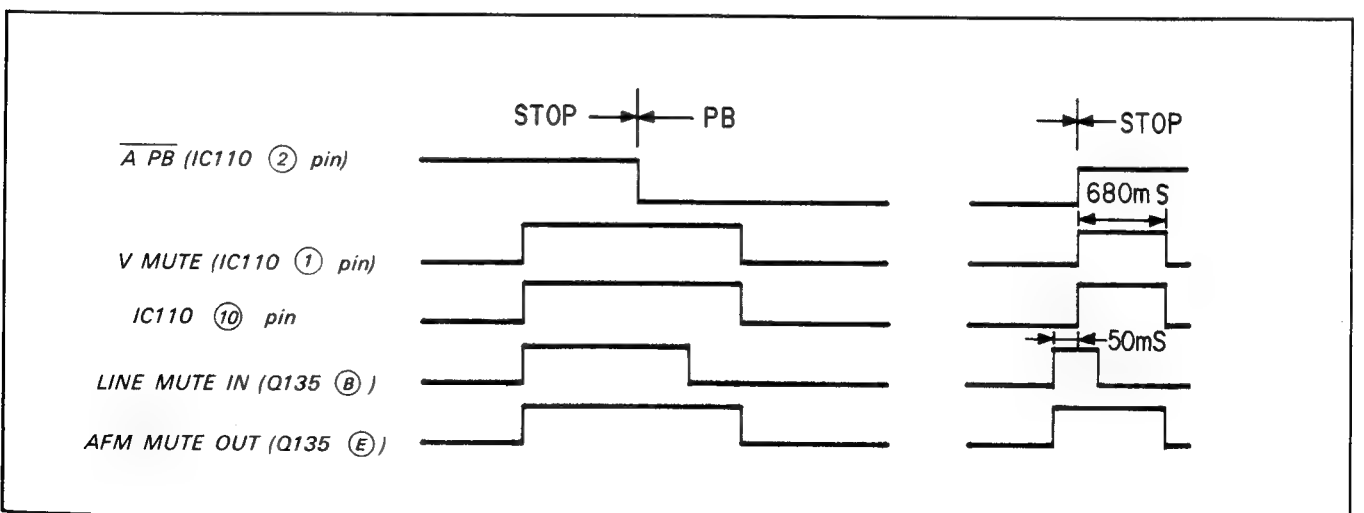 STOP PB STOP
A PB (IC110 ② pin)
680mS
V MUTE (IC110 ① pin)
IC110 ⑩ pin
50mS
LINE MUTE IN (Q135 Ⓑ)
AFM MUTE OUT (Q135 Ⓔ)